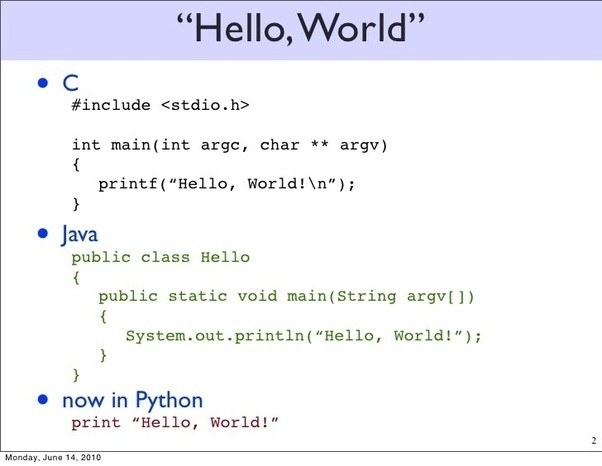 “Hello, World”
• C
#include <stdio.h>
int main(int argc, char ** argv)
{
printf(“Hello, World!\n”);
}
• Java
public class Hello
{
public static void main(String argv[])
{
System.out.println(“Hello, World!”);
}
}
• now in Python
print “Hello, World!”
2
Monday, June 14, 2010